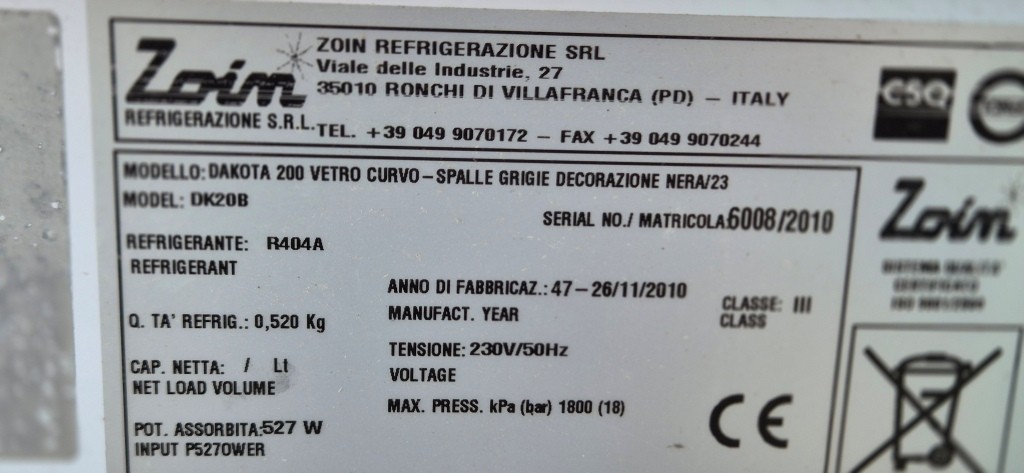 Zoin
REFRIGERAZIONE S.R.L.
ZOIN REFRIGERAZIONE SRL
Viale delle Industrie, 27
35010 RONCHI DI VILLAFRANCA (PD) – ITALY
TEL. +39 049 9070172 – FAX +39 049 9070244
CSQ
MODELLO: DAKOTA 200 VETRO CURVO – SPALLE GRIGIE DECORAZIONE NERA/23
MODEL: DK20B
SERIAL NO./ MATRICOLA:6008/2010
REFRIGERANTE: R404A
REFRIGERANT
ANNO DI FABBRICAZ.: 47 – 26/11/2010
MANUFACT. YEAR
CLASSE: III
CLASS
Q. TA' REFRIG.: 0,520 Kg
TENSIONE: 230V/50Hz
VOLTAGE
CAP. NETTA: / Lt
NET LOAD VOLUME
MAX. PRESS. kPa (bar) 1800 (18)
POT. ASSORBITA:527 W
INPUT P527OWER
CE
Zoin
SISTEMA QUALITA'
CERTIFICATO